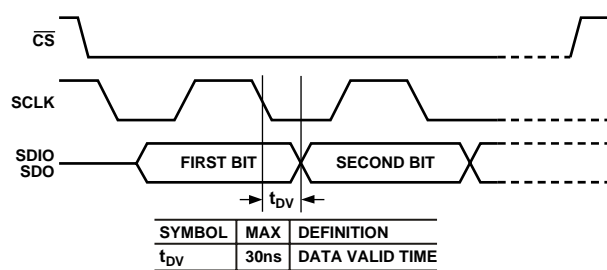 CS
SCLK
SDIO
SDO
FIRST BIT
SECOND BIT
tDV
SYMBOL MAX DEFINITION
tDV 30ns DATA VALID TIME